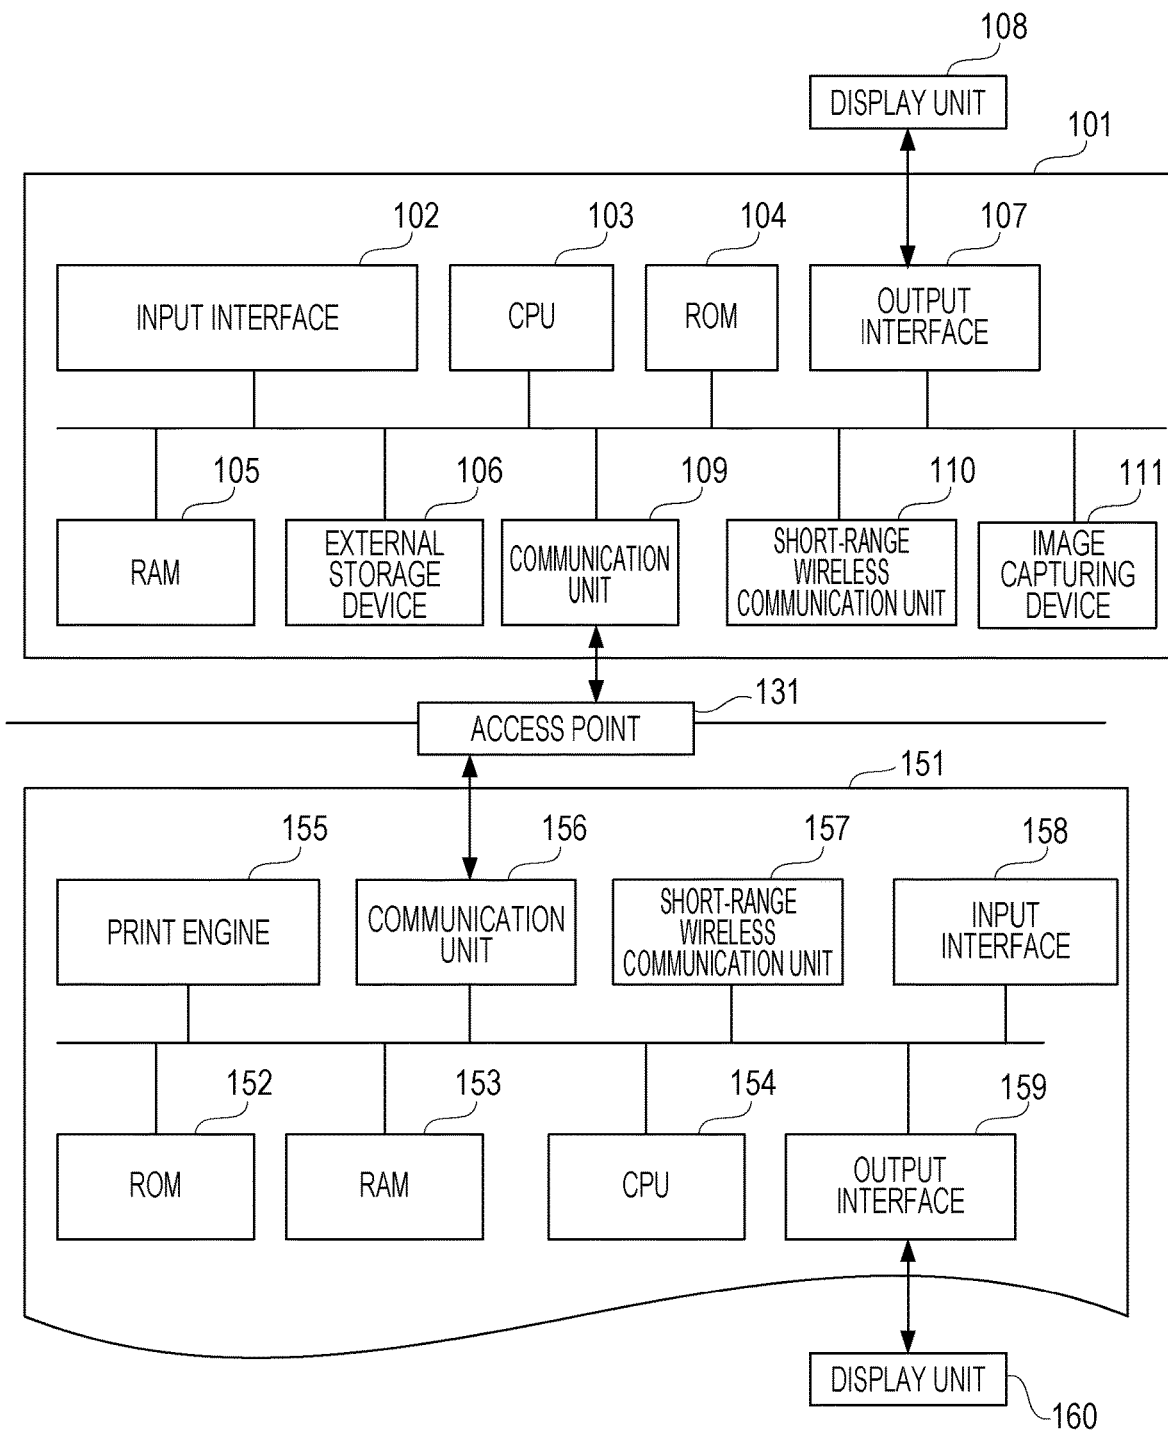 108
DISPLAY UNIT
101
102
103
104
107
INPUT INTERFACE
CPU
ROM
OUTPUT
INTERFACE
105
106
109
110
111
RAM
EXTERNAL
STORAGE
DEVICE
COMMUNICATION
UNIT
SHORT-RANGE
WIRELESS
COMMUNICATION UNIT
IMAGE
CAPTURING
DEVICE
131
ACCESS POINT
151
155
156
157
158
PRINT ENGINE
COMMUNICATION
UNIT
SHORT-RANGE
WIRELESS
COMMUNICATION UNIT
INPUT
INTERFACE
152
153
154
159
ROM
RAM
CPU
OUTPUT
INTERFACE
DISPLAY UNIT
160